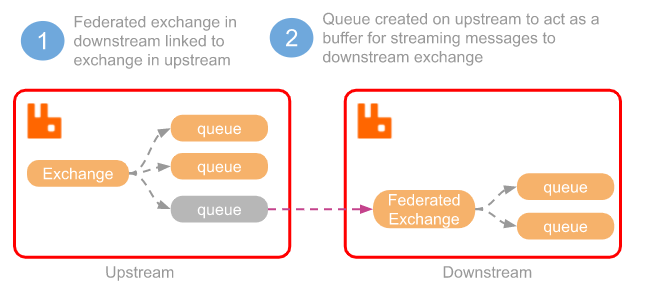 1
Federated exchange in
downstream linked to
exchange in upstream
2
Queue created on upstream to act as a
buffer for streaming messages to
downstream exchange
queue
queue
Exchange
queue
Federated
Exchange
queue
queue
Upstream
Downstream